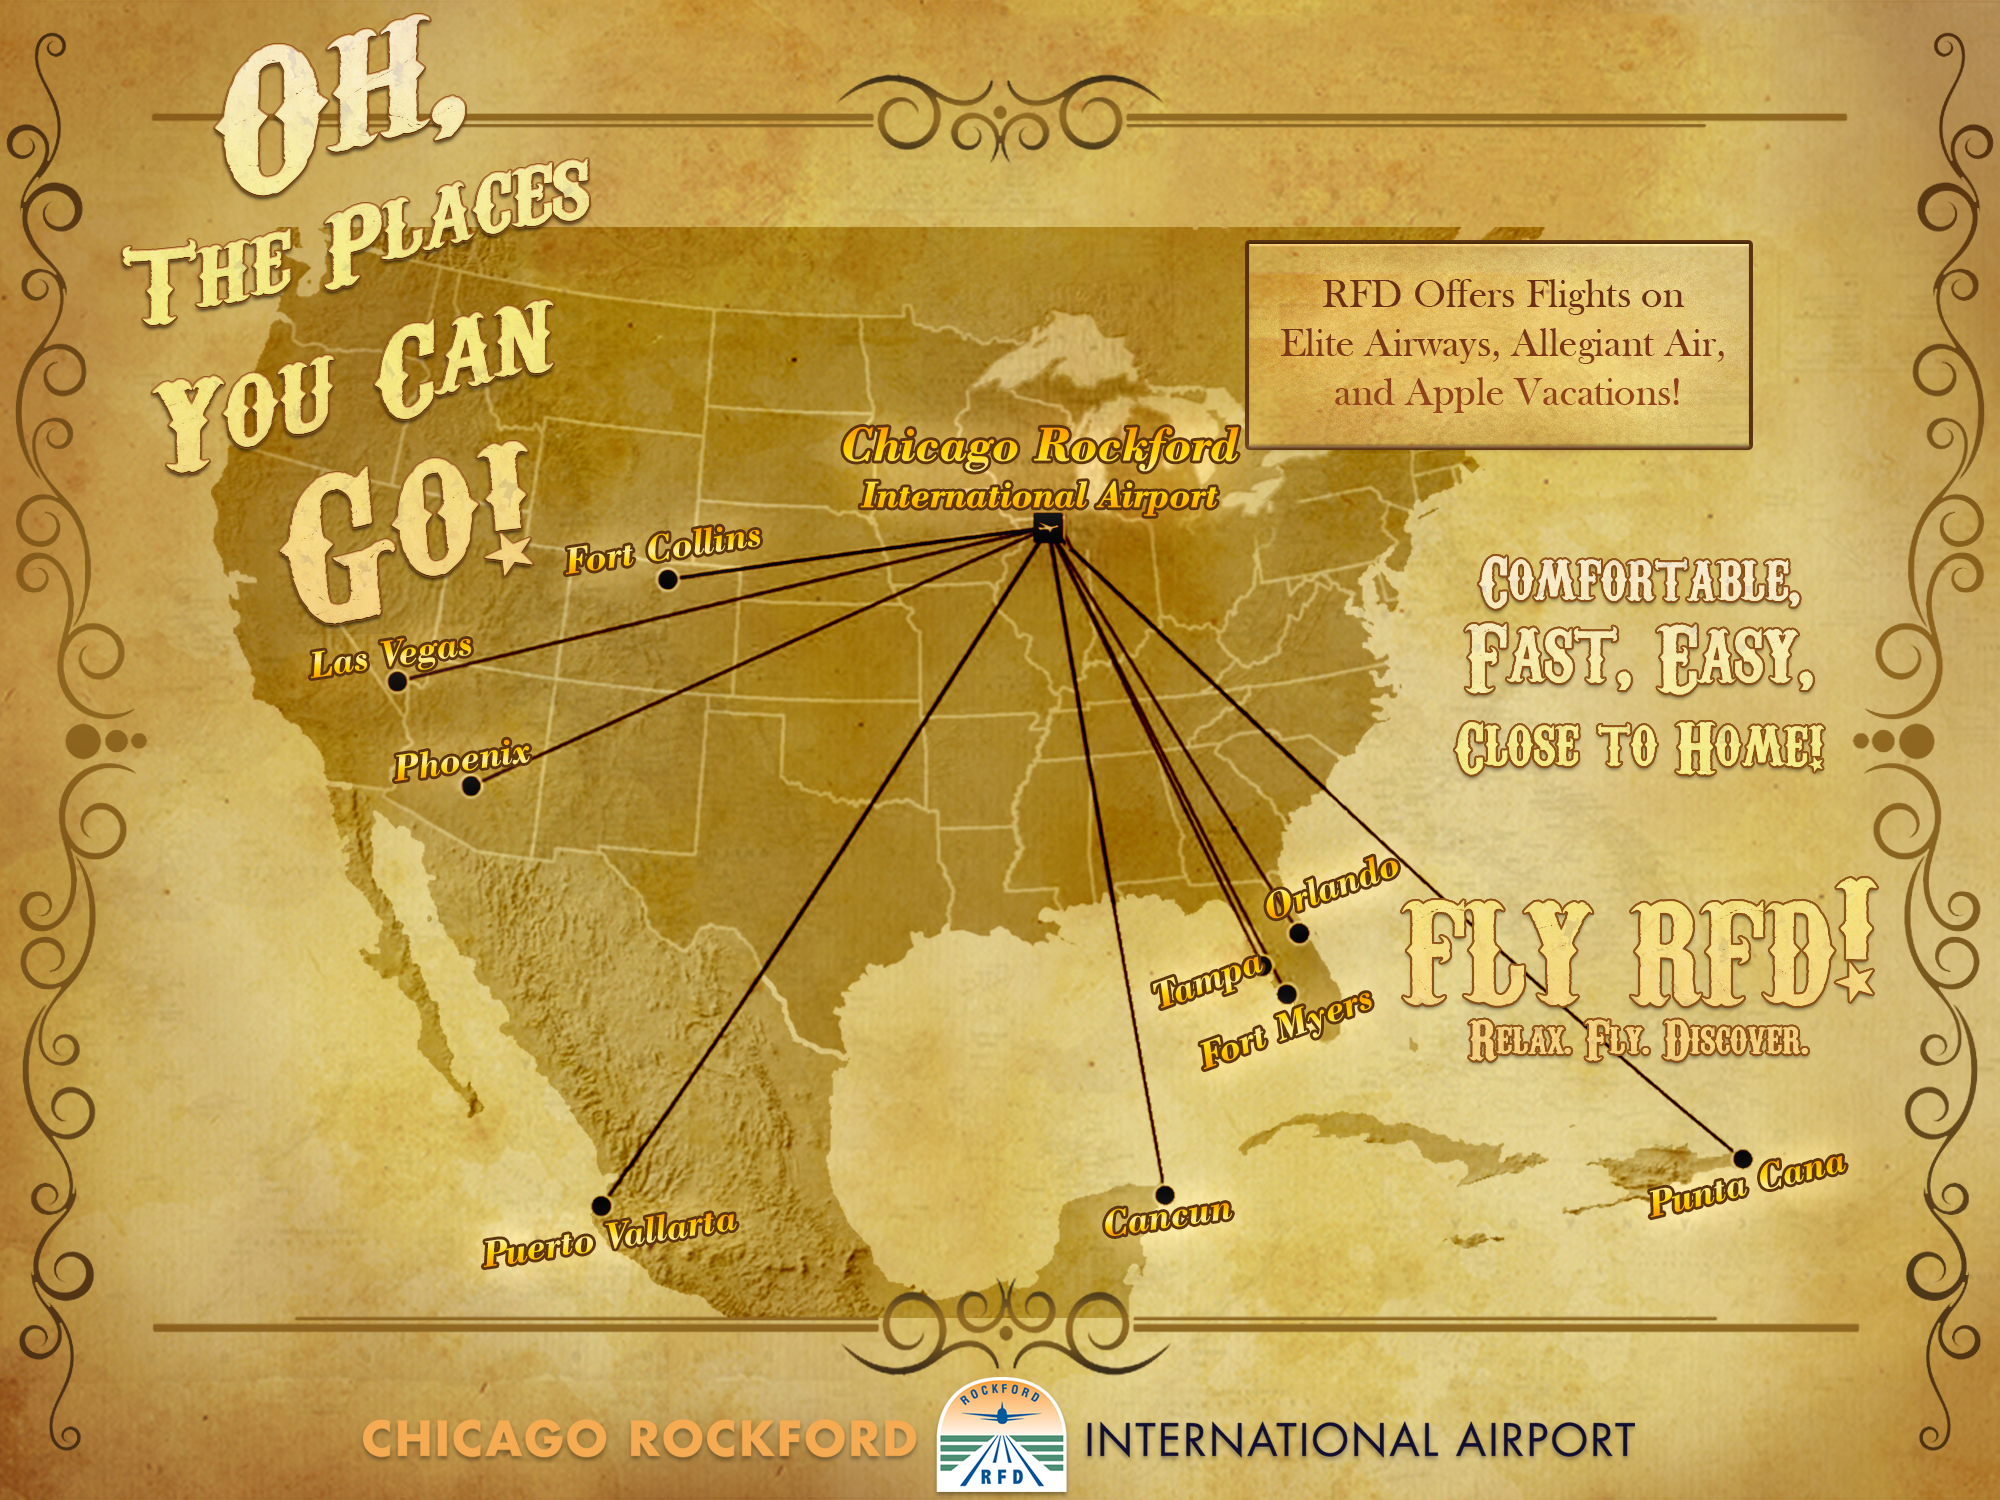 OH,
THE PLACES
YOU CAN
GO!
RFD Offers Flights on
Elite Airways, Allegiant Air,
and Apple Vacations!
Chicago Rockford
International Airport
Fort Collins
Las Vegas
Phoenix
COMFORTABLE,
FAST, EASY,
CLOSE TO HOME!
Orlando
Tampa
Fort Myers
FLY RFD!
RELAX. FLY. DISCOVER.
Puerto Vallarta
Cancun
Punta Cana
CHICAGO ROCKFORD
ROCKFORD
RFD
INTERNATIONAL AIRPORT